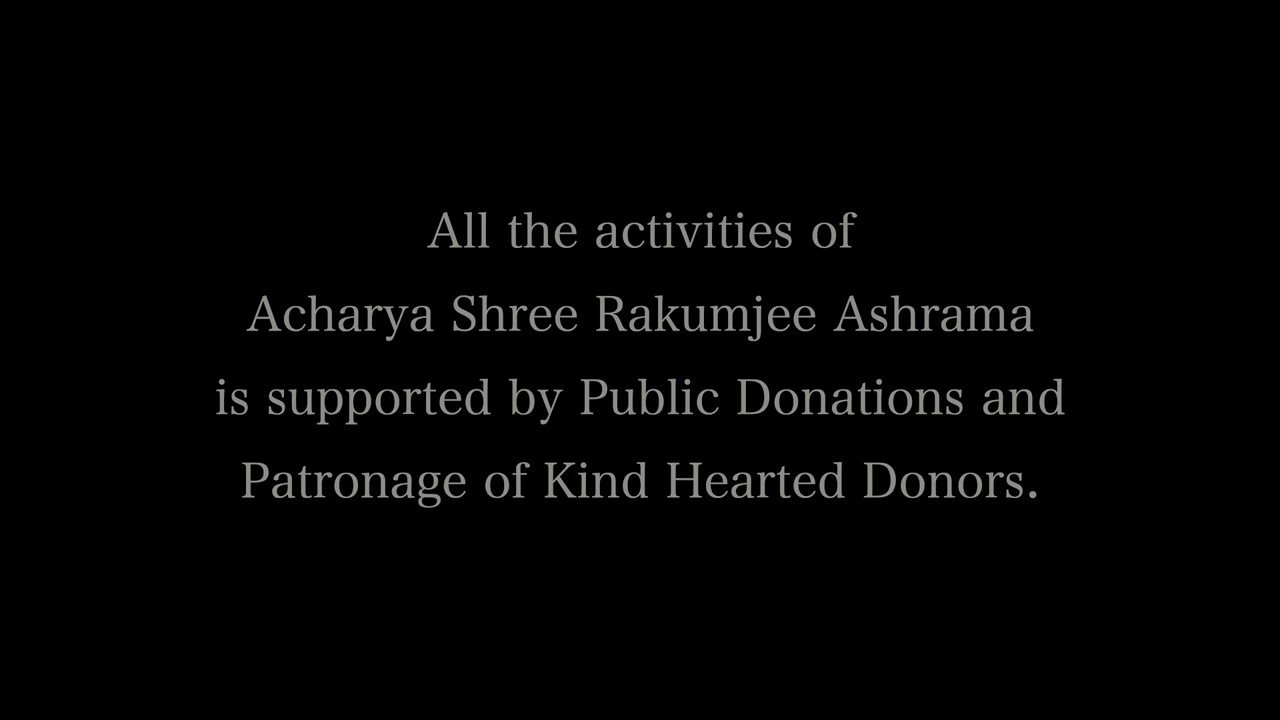 All the activities of
Acharya Shree Rakumjee Ashrama
is supported by Public Donations and
Patronage of Kind Hearted Donors.